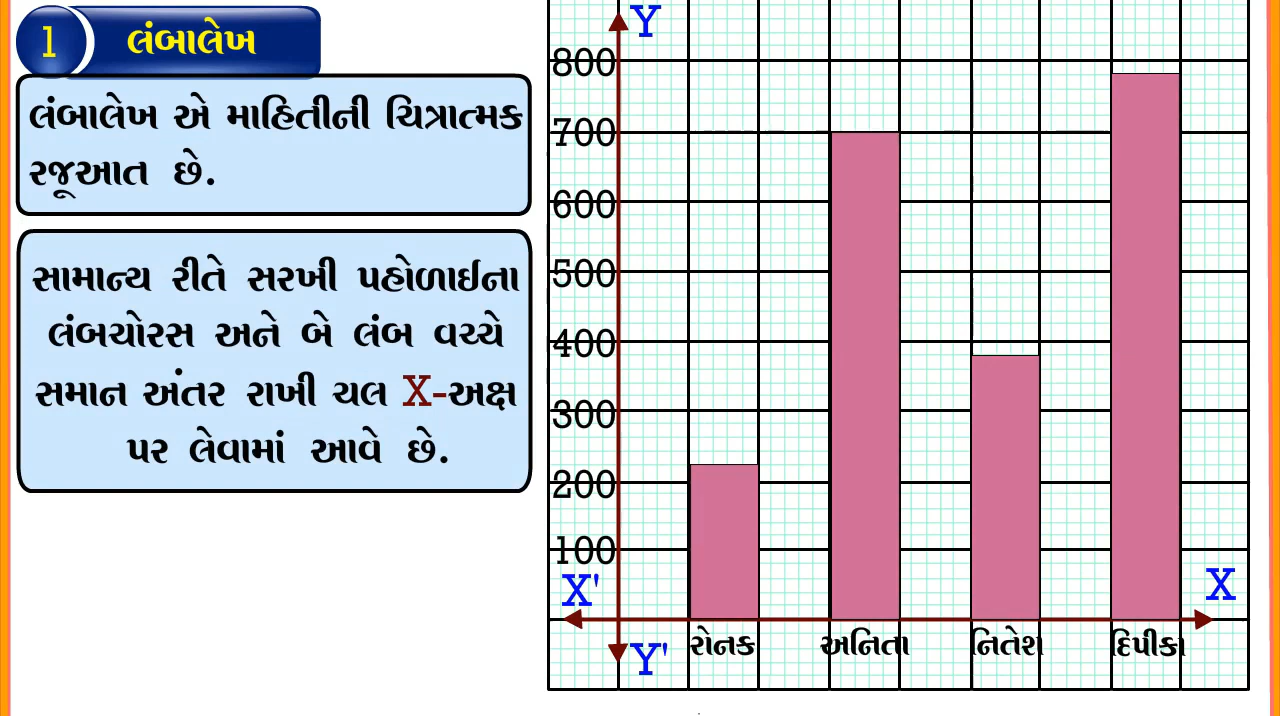 1 લંબાલેખ
લંબાલેખ એ માહિતીની ચિત્રાત્મક
રજૂઆત છે.
સામાન્ય રીતે સરખી પહોળાઈના
લંબચોરસ અને બે લંબ વચ્ચે
સમાન અંતર રાખી ચલ X-અક્ષ
પર લેવામાં આવે છે.
Y
800
700
600
500
400
300
200
100
X' X
રોનક અનિતા નિતેશ દિપીકા
Y'